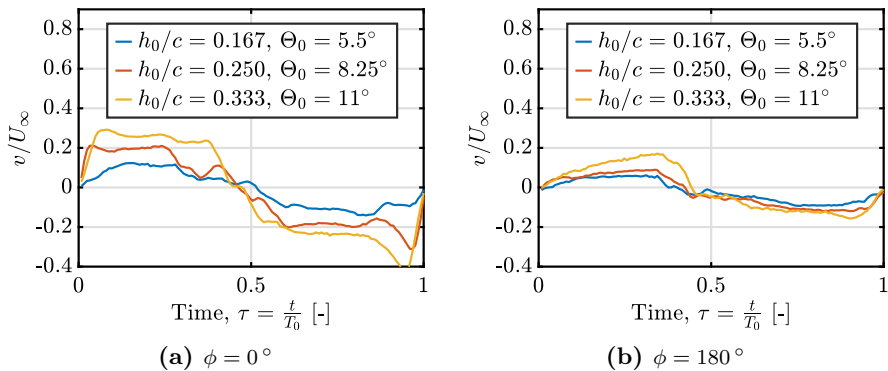 0.8
0.6
0.4
0.2
0
-0.2
-0.4
v/U∞
h₀/c = 0.167, Θ₀ = 5.5°
h₀/c = 0.250, Θ₀ = 8.25°
h₀/c = 0.333, Θ₀ = 11°
0 0.5 1
Time, τ = t/T₀ [-]
(a) ϕ = 0°
0.8
0.6
0.4
0.2
0
-0.2
-0.4
v/U∞
h₀/c = 0.167, Θ₀ = 5.5°
h₀/c = 0.250, Θ₀ = 8.25°
h₀/c = 0.333, Θ₀ = 11°
0 0.5 1
Time, τ = t/T₀ [-]
(b) ϕ = 180°